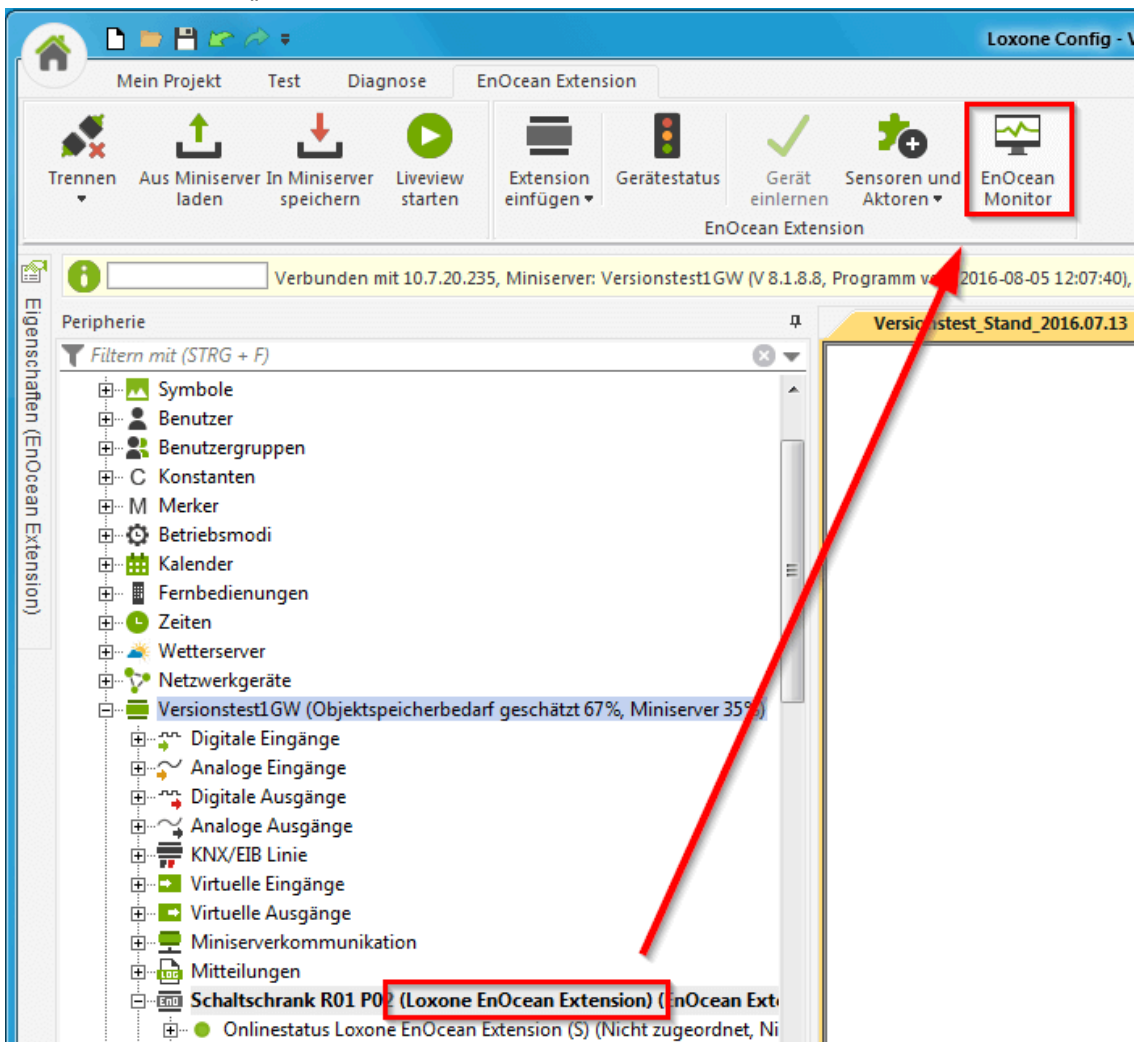 Loxone Config - V
Mein Projekt Test Diagnose EnOcean Extension
Trennen Aus Miniserver In Miniserver Liveview Extension Gerätestatus Gerät Sensoren und EnOcean
laden speichern starten einfügen einlernen Aktoren Monitor
EnOcean Extension
Verbunden mit 10.7.20.235, Miniserver: Versionstest1GW (V 8.1.8.8, Programm 2016-08-05 12:07:40),
Eigenschaften (EnOcean Extension)
Peripherie
Versionstest_Stand_2016.07.13
Filtern mit (STRG + F)
Symbole
Benutzer
Benutzergruppen
C Konstanten
M Merker
Betriebsmodi
Kalender
Fernbedienungen
Zeiten
Wetterserver
Netzwerkgeräte
Versionstest1GW (Objektspeicherbedarf geschätzt 67%, Miniserver 35%)
Digitale Eingänge
Analoge Eingänge
Digitale Ausgänge
Analoge Ausgänge
KNX/EIB Linie
Virtuelle Eingänge
Virtuelle Ausgänge
Miniserverkommunikation
LOG Mitteilungen
EnO Schaltschrank R01 P02 (Loxone EnOcean Extension) (EnOcean Exte
Onlinestatus Loxone EnOcean Extension (S) (Nicht zugeordnet, Ni